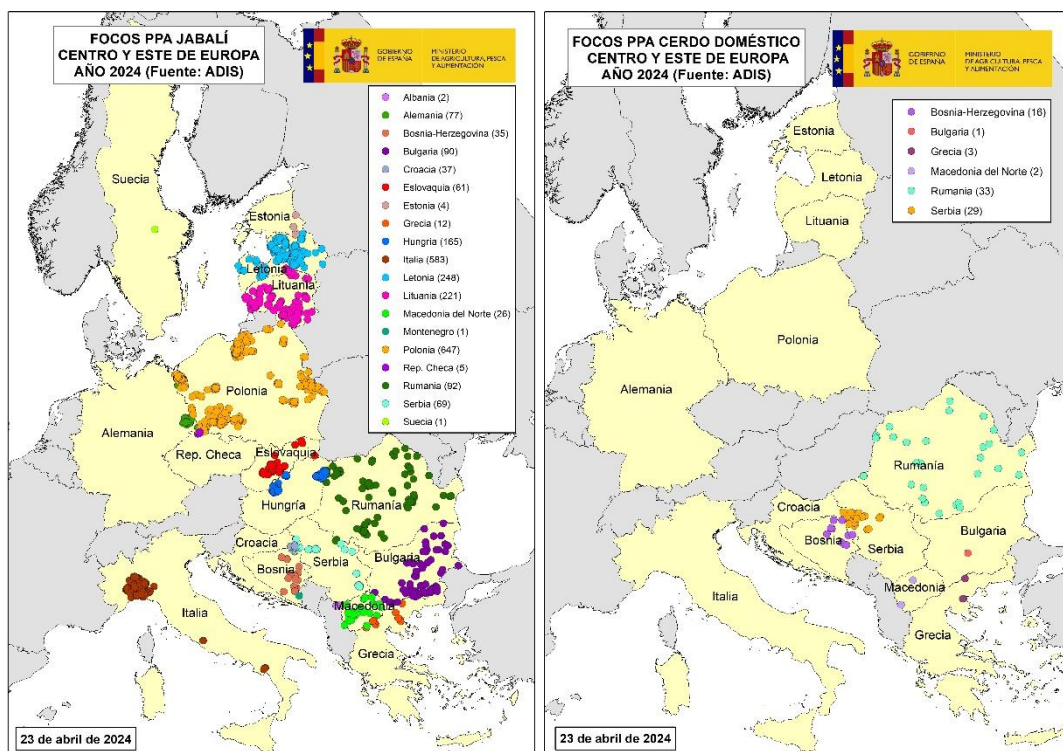 FOCOS PPA JABALÍ
CENTRO Y ESTE DE EUROPA
AÑO 2024 (Fuente: ADIS)
GOBIERNO
DE ESPAÑA
MINISTERIO
DE AGRICULTURA, PESCA
Y ALIMENTACIÓN
Albania (2)
Alemania (77)
Bosnia-Herzegovina (35)
Bulgaria (90)
Croacia (37)
Eslovaquia (61)
Estonia (4)
Grecia (12)
Hungria (165)
Italia (583)
Letonia (248)
Lituania (221)
Macedonia del Norte (26)
Montenegro (1)
Polonia (647)
Rep. Checa (5)
Rumania (92)
Serbia (69)
Suecia (1)
Suecia
Estonia
Letonia
Lituania
Polonia
Alemania
Rep. Checa
Eslovaquia
Hungría
Rumanía
Croacia
Bosnia
Serbia
Bulgaria
Italia
Macedonia
Grecia
23 de abril de 2024
FOCOS PPA CERDO DOMÉSTICO
CENTRO Y ESTE DE EUROPA
AÑO 2024 (Fuente: ADIS)
GOBIERNO
DE ESPAÑA
MINISTERIO
DE AGRICULTURA, PESCA
Y ALIMENTACIÓN
Bosnia-Herzegovina (16)
Bulgaria (1)
Grecia (3)
Macedonia del Norte (2)
Rumania (33)
Serbia (29)
Estonia
Letonia
Lituania
Polonia
Alemania
Rumanía
Croacia
Bosnia
Serbia
Bulgaria
Macedonia
Italia
Grecia
23 de abril de 2024